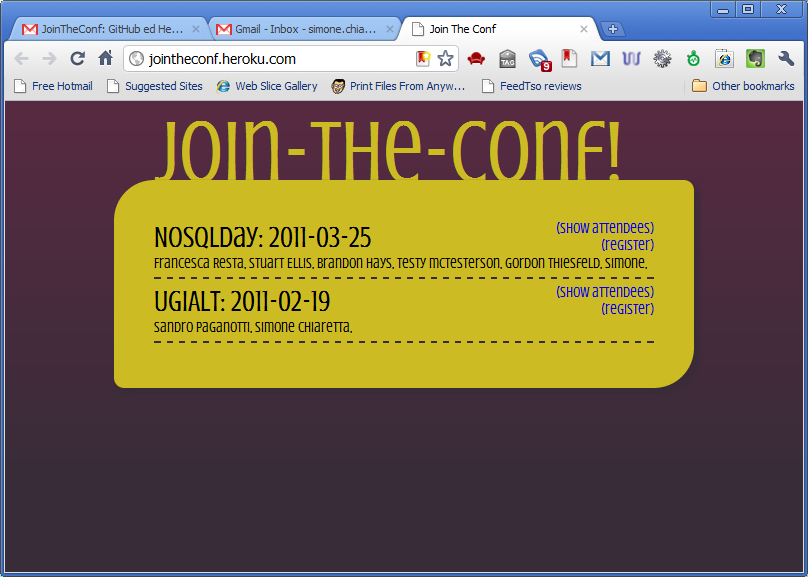 JoinTheConf: GitHub ed He...
Gmail - Inbox - simone.chia...
Join The Conf
jointheconf.heroku.com
TAG
9
Free Hotmail
Suggested Sites
Web Slice Gallery
Print Files From Anyw...
FeedTso reviews
Other bookmarks
JOIN-THE-CONF!
NOSQLDay: 2011-03-25
(show attendees)
(register)
Francesca Resta, Stuart Ellis, Brandon Hays, Testy McTesterson, Gordon Thiesfeld, Simone,
UGIALT: 2011-02-19
(show attendees)
(register)
Sandro Paganotti, Simone Chiaretta,